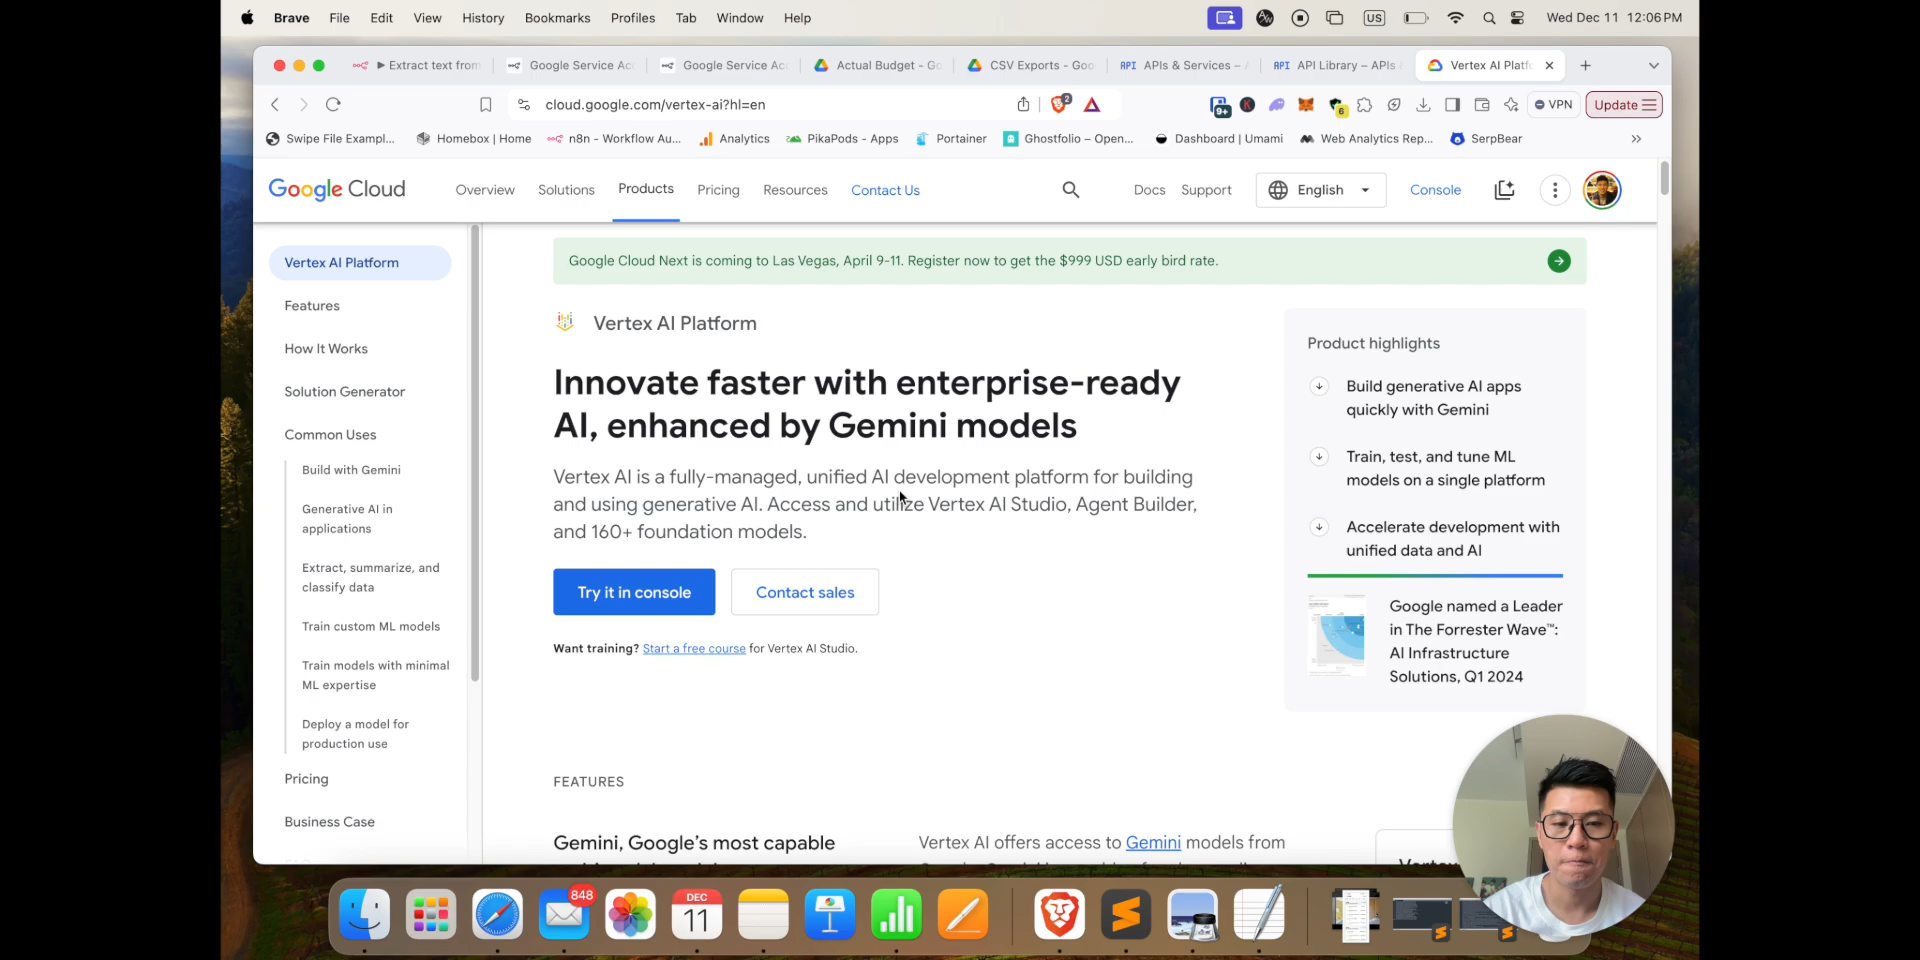 Brave File Edit View History Bookmarks Profiles Tab Window Help
US
Wed Dec 11 12:06 PM
Extract text from
Google Service Ac
Google Service Ac
Actual Budget - Go
CSV Exports - Goo
API APIs & Services –
API API Library – APIs
Vertex AI Platf
cloud.google.com/vertex-ai?hl=en
2
9+
K
6
VPN
Update
Swipe File Exampl...
Homebox | Home
n8n - Workflow Au...
Analytics
PikaPods - Apps
Portainer
Ghostfolio – Open...
Dashboard | Umami
Web Analytics Rep...
SerpBear
Google Cloud
Overview
Solutions
Products
Pricing
Resources
Contact Us
Docs
Support
English
Console
Vertex AI Platform
Features
How It Works
Solution Generator
Common Uses
Build with Gemini
Generative AI in
applications
Extract, summarize, and
classify data
Train custom ML models
Train models with minimal
ML expertise
Deploy a model for
production use
Pricing
Business Case
Google Cloud Next is coming to Las Vegas, April 9-11. Register now to get the $999 USD early bird rate.
Vertex AI Platform
Innovate faster with enterprise-ready
AI, enhanced by Gemini models
Vertex AI is a fully-managed, unified AI development platform for building
and using generative AI. Access and utilize Vertex AI Studio, Agent Builder,
and 160+ foundation models.
Try it in console
Contact sales
Want training? Start a free course for Vertex AI Studio.
Product highlights
Build generative AI apps
quickly with Gemini
Train, test, and tune ML
models on a single platform
Accelerate development with
unified data and AI
Google named a Leader
in The Forrester Wave™:
AI Infrastructure
Solutions, Q1 2024
FEATURES
Gemini, Google's most capable
Vertex AI offers access to Gemini models from
848
DEC
11